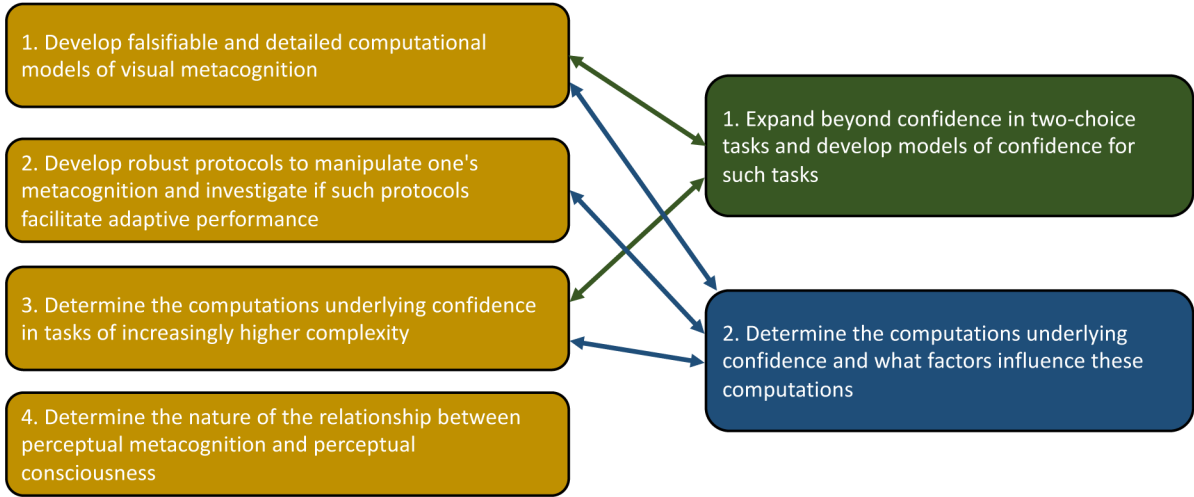 1. Develop falsifiable and detailed computational
models of visual metacognition
2. Develop robust protocols to manipulate one's
metacognition and investigate if such protocols
facilitate adaptive performance
3. Determine the computations underlying confidence
in tasks of increasingly higher complexity
4. Determine the nature of the relationship between
perceptual metacognition and perceptual
consciousness
1. Expand beyond confidence in two-choice
tasks and develop models of confidence for
such tasks
2. Determine the computations underlying
confidence and what factors influence these
computations